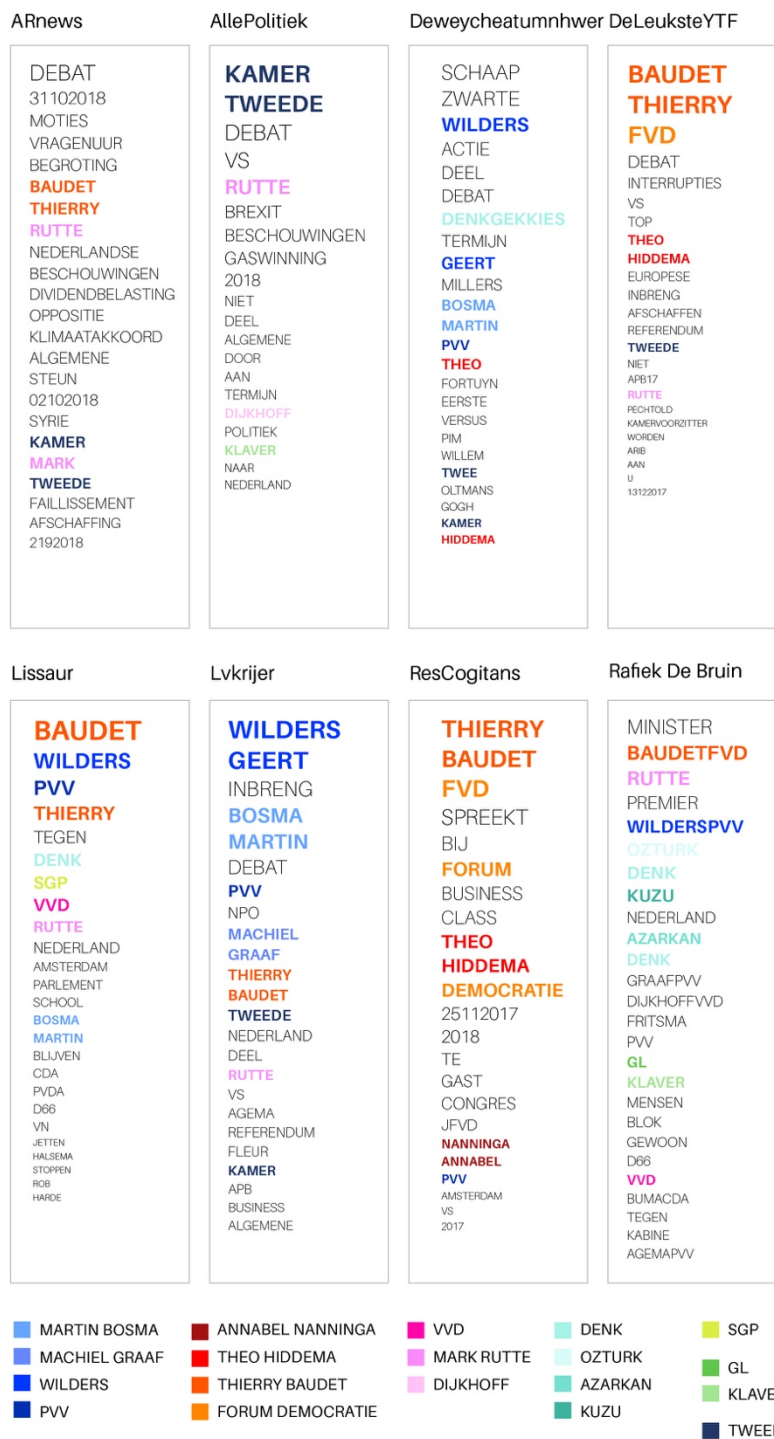 ARnews
DEBAT
31102018
MOTIES
VRAGENUUR
BEGROTING
BAUDET
THIERRY
RUTTE
NEDERLANDSE
BESCHOUWINGEN
DIVIDENDBELASTING
OPPOSITIE
KLIMAATAKKOORD
ALGEMENE
STEUN
02102018
SYRIE
KAMER
MARK
TWEEDE
FAILLISSEMENT
AFSCHAFFING
2192018
AllePolitiek
KAMER
TWEEDE
DEBAT
VS
RUTTE
BREXIT
BESCHOUWINGEN
GASWINNING
2018
NIET
DEEL
ALGEMENE
DOOR
AAN
TERMIJN
DIJKHOFF
POLITIEK
KLAVER
NAAR
NEDERLAND
Deweycheatumnhwer
SCHAAP
ZWARTE
WILDERS
ACTIE
DEEL
DEBAT
DENKGEKKIES
TERMIJN
GEERT
MILLERS
BOSMA
MARTIN
PVV
THEO
FORTUYN
EERSTE
VERSUS
PIM
WILLEM
TWEE
OLTMANS
GOGH
KAMER
HIDDEMA
DeLeuksteYTF
BAUDET
THIERRY
FVD
DEBAT
INTERRUPTIES
VS
TOP
THEO
HIDDEMA
EUROPESE
INBRENG
AFSCHAFFEN
REFERENDUM
TWEEDE
NIET
APB17
RUTTE
PECHTOLD
KAMERVOORZITTER
WORDEN
ARIB
AAN
U
13122017
Lissaur
BAUDET
WILDERS
PVV
THIERRY
TEGEN
DENK
SGP
VVD
RUTTE
NEDERLAND
AMSTERDAM
PARLEMENT
SCHOOL
BOSMA
MARTIN
BLIJVEN
CDA
PVDA
D66
VN
JETTEN
HALSEMA
STOPPEN
ROB
HARDE
Lvkrijer
WILDERS
GEERT
INBRENG
BOSMA
MARTIN
DEBAT
PVV
NPO
MACHIEL
GRAAF
THIERRY
BAUDET
TWEEDE
NEDERLAND
DEEL
RUTTE
VS
AGEMA
REFERENDUM
FLEUR
KAMER
APB
BUSINESS
ALGEMENE
ResCogitans
THIERRY
BAUDET
FVD
SPREEKT
BIJ
FORUM
BUSINESS
CLASS
THEO
HIDDEMA
DEMOCRATIE
25112017
2018
TE
GAST
CONGRES
JFVD
NANNINGA
ANNABEL
PVV
AMSTERDAM
VS
2017
Rafiek De Bruin
MINISTER
BAUDETFVD
RUTTE
PREMIER
WILDERSPVV
OZTURK
DENK
KUZU
NEDERLAND
AZARKAN
DENK
GRAAFPVV
DIJKHOFFVVD
FRITSMA
PVV
GL
KLAVER
MENSEN
BLOK
GEWOON
D66
VVD
BUMACDA
TEGEN
KABINE
AGEMAPVV
MARTIN BOSMA
MACHIEL GRAAF
WILDERS
PVV
ANNABEL NANNINGA
THEO HIDDEMA
THIERRY BAUDET
FORUM DEMOCRATIE
VVD
MARK RUTTE
DIJKHOFF
DENK
OZTURK
AZARKAN
KUZU
SGP
GL
KLAVE
TWEE